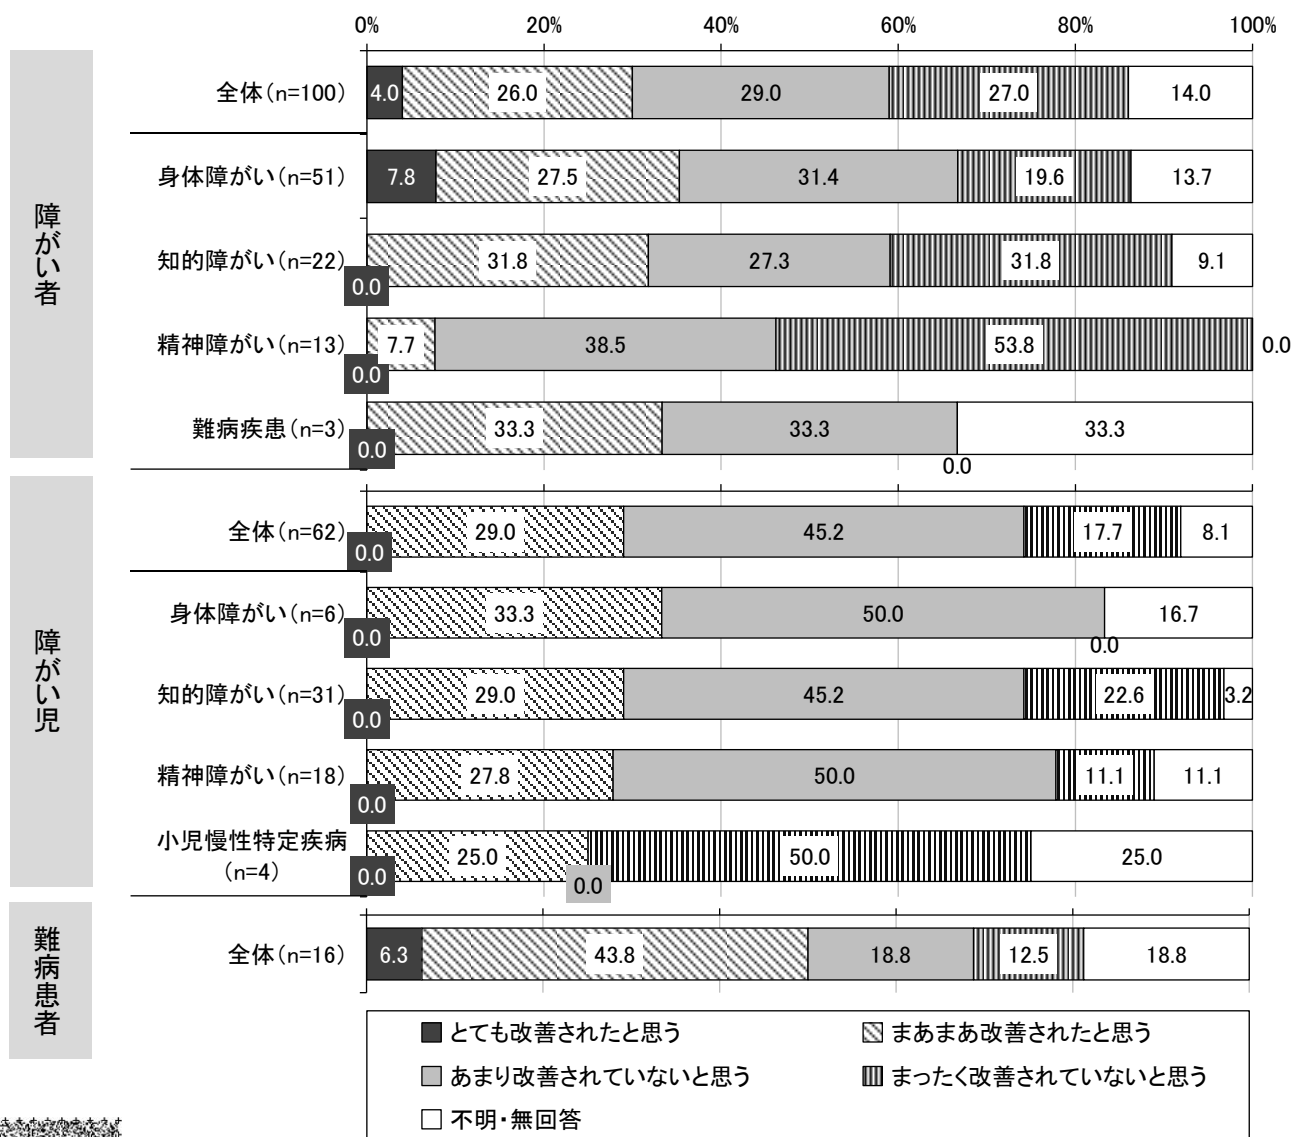 0% 20% 40% 60% 80% 100%
障がい者
全体(n=100) 4.0 26.0 29.0 27.0 14.0
身体障がい(n=51) 7.8 27.5 31.4 19.6 13.7
知的障がい(n=22) 0.0 31.8 27.3 31.8 9.1
精神障がい(n=13) 0.0 7.7 38.5 53.8 0.0
難病疾患(n=3) 0.0 33.3 33.3 0.0 33.3
障がい児
全体(n=62) 0.0 29.0 45.2 17.7 8.1
身体障がい(n=6) 0.0 33.3 50.0 0.0 16.7
知的障がい(n=31) 0.0 29.0 45.2 22.6 3.2
精神障がい(n=18) 0.0 27.8 50.0 11.1 11.1
小児慢性特定疾病
(n=4) 0.0 25.0 0.0 50.0 25.0
難病患者
全体(n=16) 6.3 43.8 18.8 12.5 18.8
とても改善されたと思う まあまあ改善されたと思う
あまり改善されていないと思う まったく改善されていないと思う
不明・無回答